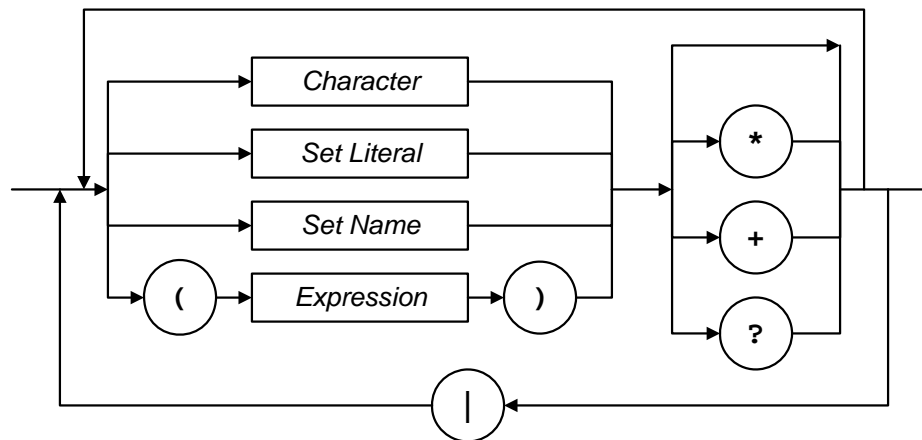 Character
*
Set Literal
Set Name
+
( Expression )
?
|